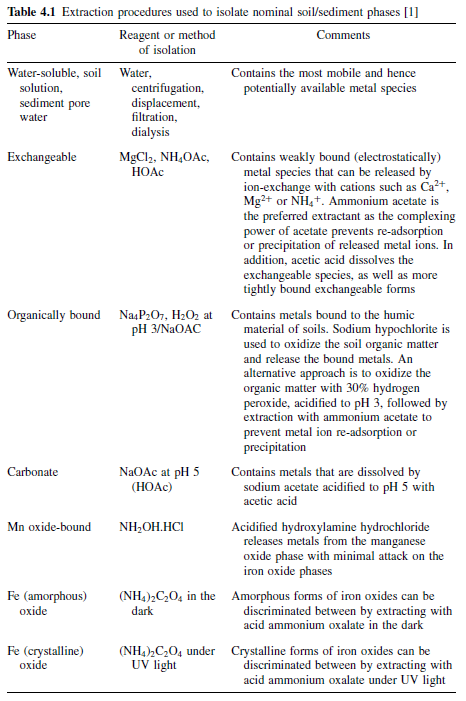 Table 4.1 Extraction procedures used to isolate nominal soil/sediment phases [1]
Phase
Reagent or method
of isolation
Comments
Water-soluble, soil
solution,
sediment pore
water
Water,
centrifugation,
displacement,
filtration,
dialysis
Contains the most mobile and hence
potentially available metal species
Exchangeable
MgCl₂, NH₄OAc,
HOAc
Contains weakly bound (electrostatically)
metal species that can be released by
ion-exchange with cations such as Ca²⁺,
Mg²⁺ or NH₄⁺. Ammonium acetate is
the preferred extractant as the complexing
power of acetate prevents re-adsorption
or precipitation of released metal ions. In
addition, acetic acid dissolves the
exchangeable species, as well as more
tightly bound exchangeable forms
Organically bound
Na₄P₂O₇, H₂O₂ at
pH 3/NaOAC
Contains metals bound to the humic
material of soils. Sodium hypochlorite is
used to oxidize the soil organic matter
and release the bound metals. An
alternative approach is to oxidize the
organic matter with 30% hydrogen
peroxide, acidified to pH 3, followed by
extraction with ammonium acetate to
prevent metal ion re-adsorption or
precipitation
Carbonate
NaOAc at pH 5
(HOAc)
Contains metals that are dissolved by
sodium acetate acidified to pH 5 with
acetic acid
Mn oxide-bound
NH₂OH.HCl
Acidified hydroxylamine hydrochloride
releases metals from the manganese
oxide phase with minimal attack on the
iron oxide phases
Fe (amorphous)
oxide
(NH₄)₂C₂O₄ in the
dark
Amorphous forms of iron oxides can be
discriminated between by extracting with
acid ammonium oxalate in the dark
Fe (crystalline)
oxide
(NH₄)₂C₂O₄ under
UV light
Crystalline forms of iron oxides can be
discriminated between by extracting with
acid ammonium oxalate under UV light